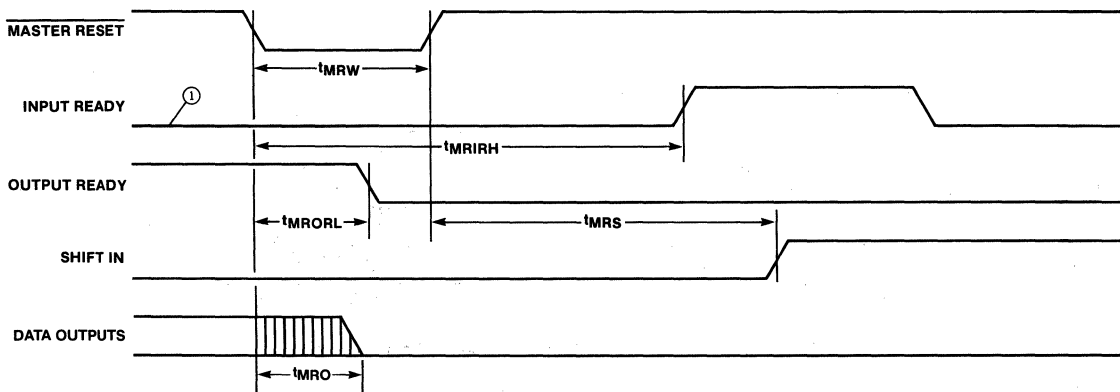 MASTER RESET
tMRW
①
INPUT READY
tMRIRH
OUTPUT READY
tMRORL
tMRS
SHIFT IN
DATA OUTPUTS
tMRO